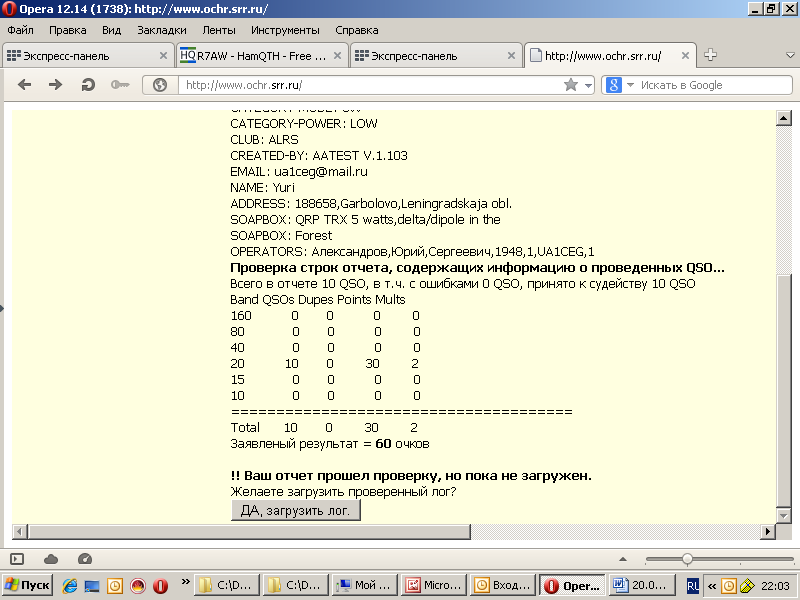 Opera 12.14 (1738): http://www.ochr.srr.ru/
Файл Правка Вид Закладки Ленты Инструменты Справка
Экспресс-панель HQ R7AW - HamQTH - Free ... Экспресс-панель http://www.ochr.srr.ru/
http://www.ochr.srr.ru/ 8 Искать в Google
CATEGORY-POWER: LOW
CLUB: ALRS
CREATED-BY: AATEST V.1.103
EMAIL: ua1ceg@mail.ru
NAME: Yuri
ADDRESS: 188658,Garbolovo,Leningradskaja obl.
SOAPBOX: QRP TRX 5 watts,delta/dipole in the
SOAPBOX: Forest
OPERATORS: Александров,Юрий,Сергеевич,1948,1,UA1CEG,1
Проверка строк отчета, содержащих информацию о проведенных QSO...
Всего в отчете 10 QSO, в т.ч. с ошибками 0 QSO, принято к судейству 10 QSO
Band QSOs Dupes Points Mults
160 0 0 0 0
80 0 0 0 0
40 0 0 0 0
20 10 0 30 2
15 0 0 0 0
10 0 0 0 0
======================================
Total 10 0 30 2
Заявленый результат = 60 очков
!! Ваш отчет прошел проверку, но пока не загружен.
Желаете загрузить проверенный лог?
ДА, загрузить лог.
Пуск » C:\D... C:\D... Мой ... Micro... Вход... Oper... 20.0... RL « 22:03